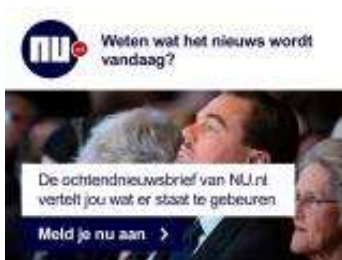 nu
Weten wat het nieuws wordt
vandaag?
De ochtendnieuwsbrief van NU.nl
vertelt jou wat er staat te gebeuren
Meld je nu aan >